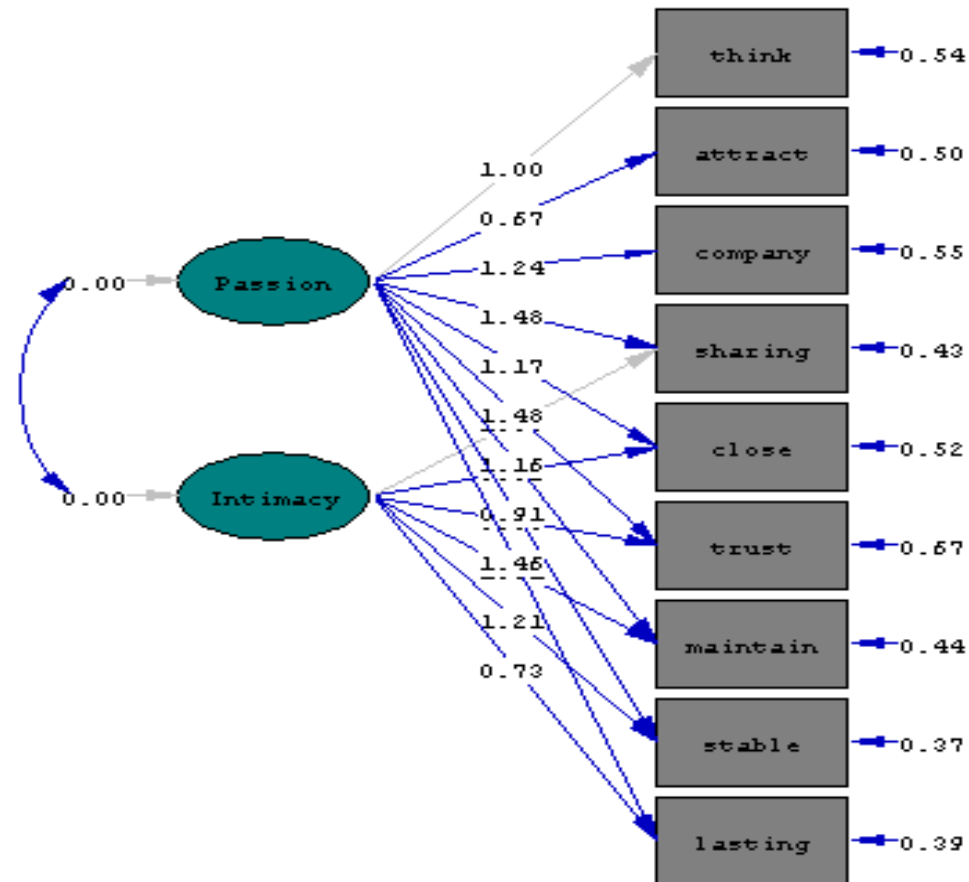 think
0.54
attract
0.50
1.00
0.67
company
0.55
1.24
0.00
Passion
1.48
sharing
0.43
1.17
1.48
close
0.52
1.16
0.00
Intimacy
0.91
trust
0.67
1.46
1.21
maintain
0.44
0.73
stable
0.37
lasting
0.39